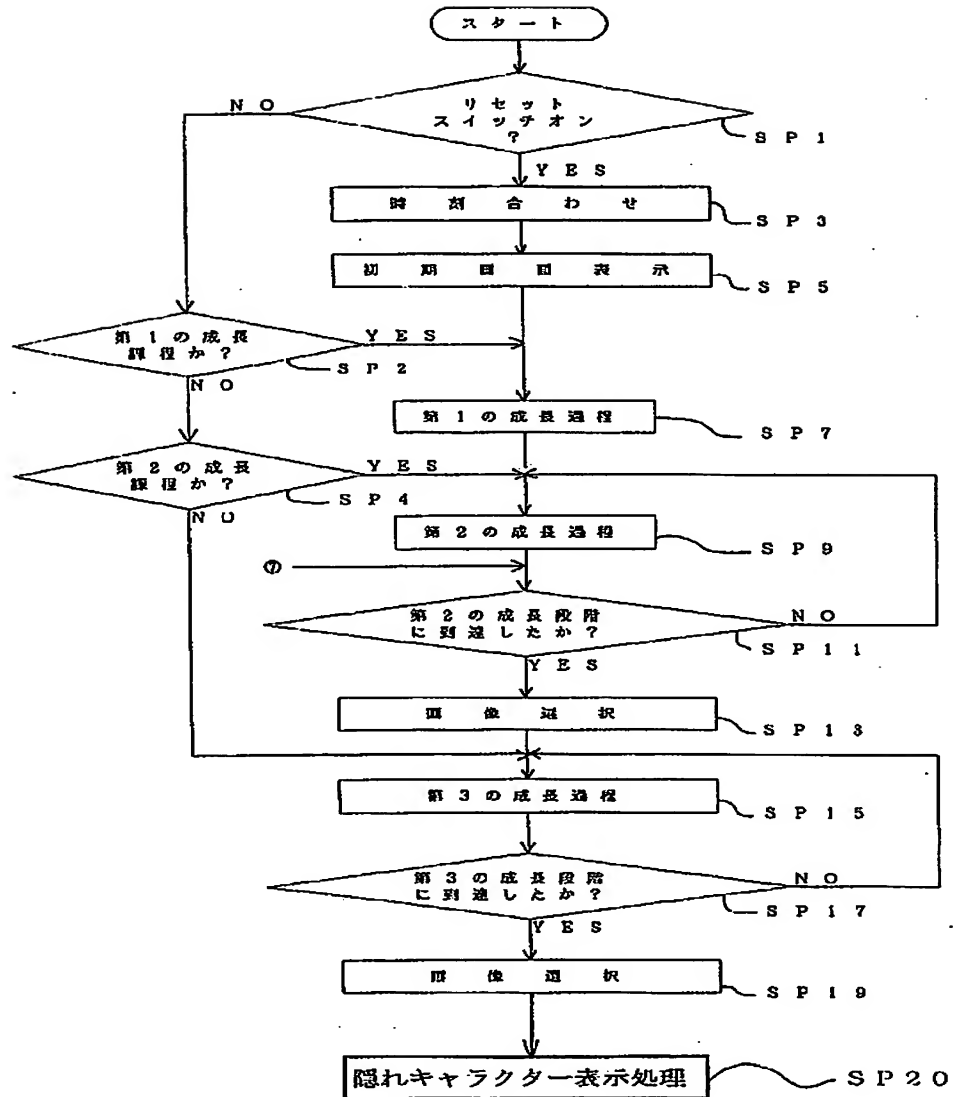 スタート
リセット
スイッチオン
?
NO
SP1
YES
時刻合わせ
SP3
初期画面表示
SP5
第1の成長
課程か?
YES
SP2
NO
第1の成長過程
SP7
第2の成長
課程か?
YES
SP4
NO
第2の成長過程
SP9
⑦
第2の成長段階
に到達したか?
NO
SP11
YES
画像選択
SP13
第3の成長過程
SP15
第3の成長段階
に到達したか?
NO
SP17
YES
画像選択
SP19
隠れキャラクター表示処理
SP20